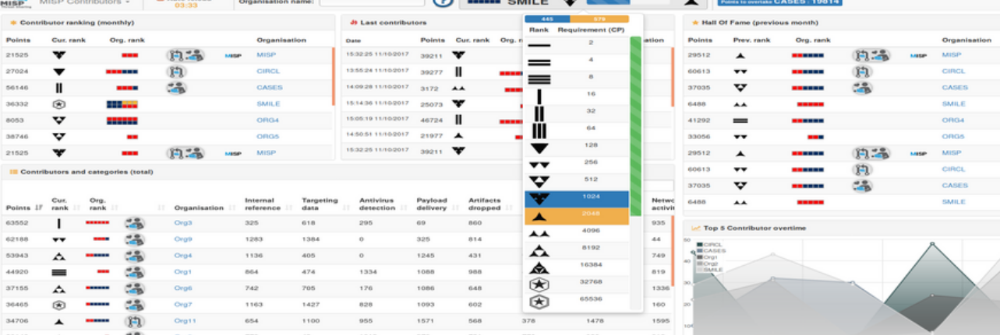 MISP MISP Contributors 03:33 Organisation name: ? SMILE Points to overtake CASES : 19814
Contributor ranking (monthly)
Points Cur. rank Org. rank Organisation
21525 MISP MISP
27024 CIRCL
56146 CASES
36332 SMILE
8053 ORG4
38746 ORG5
21525 MISP MISP
Last contributors
Date Points Cur. rank Org.
15:32:25 11/10/2017 39211
13:55:24 11/10/2017 39277
14:09:28 11/10/2017 3172
15:14:36 11/10/2017 25073
15:05:19 11/10/2017 46724
14:50:51 11/10/2017 21977
15:32:25 11/10/2017 39211
445 579
Rank Requirement (CP)
2
4
8
16
32
64
128
256
512
1024
2048
4096
8192
16384
32768
65536
Hall Of Fame (previous month)
Points Prev. rank Org. rank Organisation
29512 MISP MISP
60613 CIRCL
37035 CASES
6488 SMILE
41292 ORG4
33056 ORG5
29512 MISP MISP
60613 CIRCL
37035 CASES
6488 SMILE
Contributors and categories (total)
Points Cur. rank Org. rank Organisation Internal reference Targeting data Antivirus detection Payload delivery Artifacts dropped
63552 Org3 325 618 295 69 860 935
62188 Org9 1283 1384 0 325 814 44
53943 Org4 1136 405 0 1245 431 749
44920 Org1 864 474 1334 1088 988 819
37155 Org6 742 705 176 1086 648 1336
36465 Org7 1163 1427 828 1093 602 160
34706 Org11 654 1100 955 1571 568 378 1478 1595
Top 5 Contributor overtime
CIRCL
CASES
Org1
Org2
SMILE
50
40
30
20
10